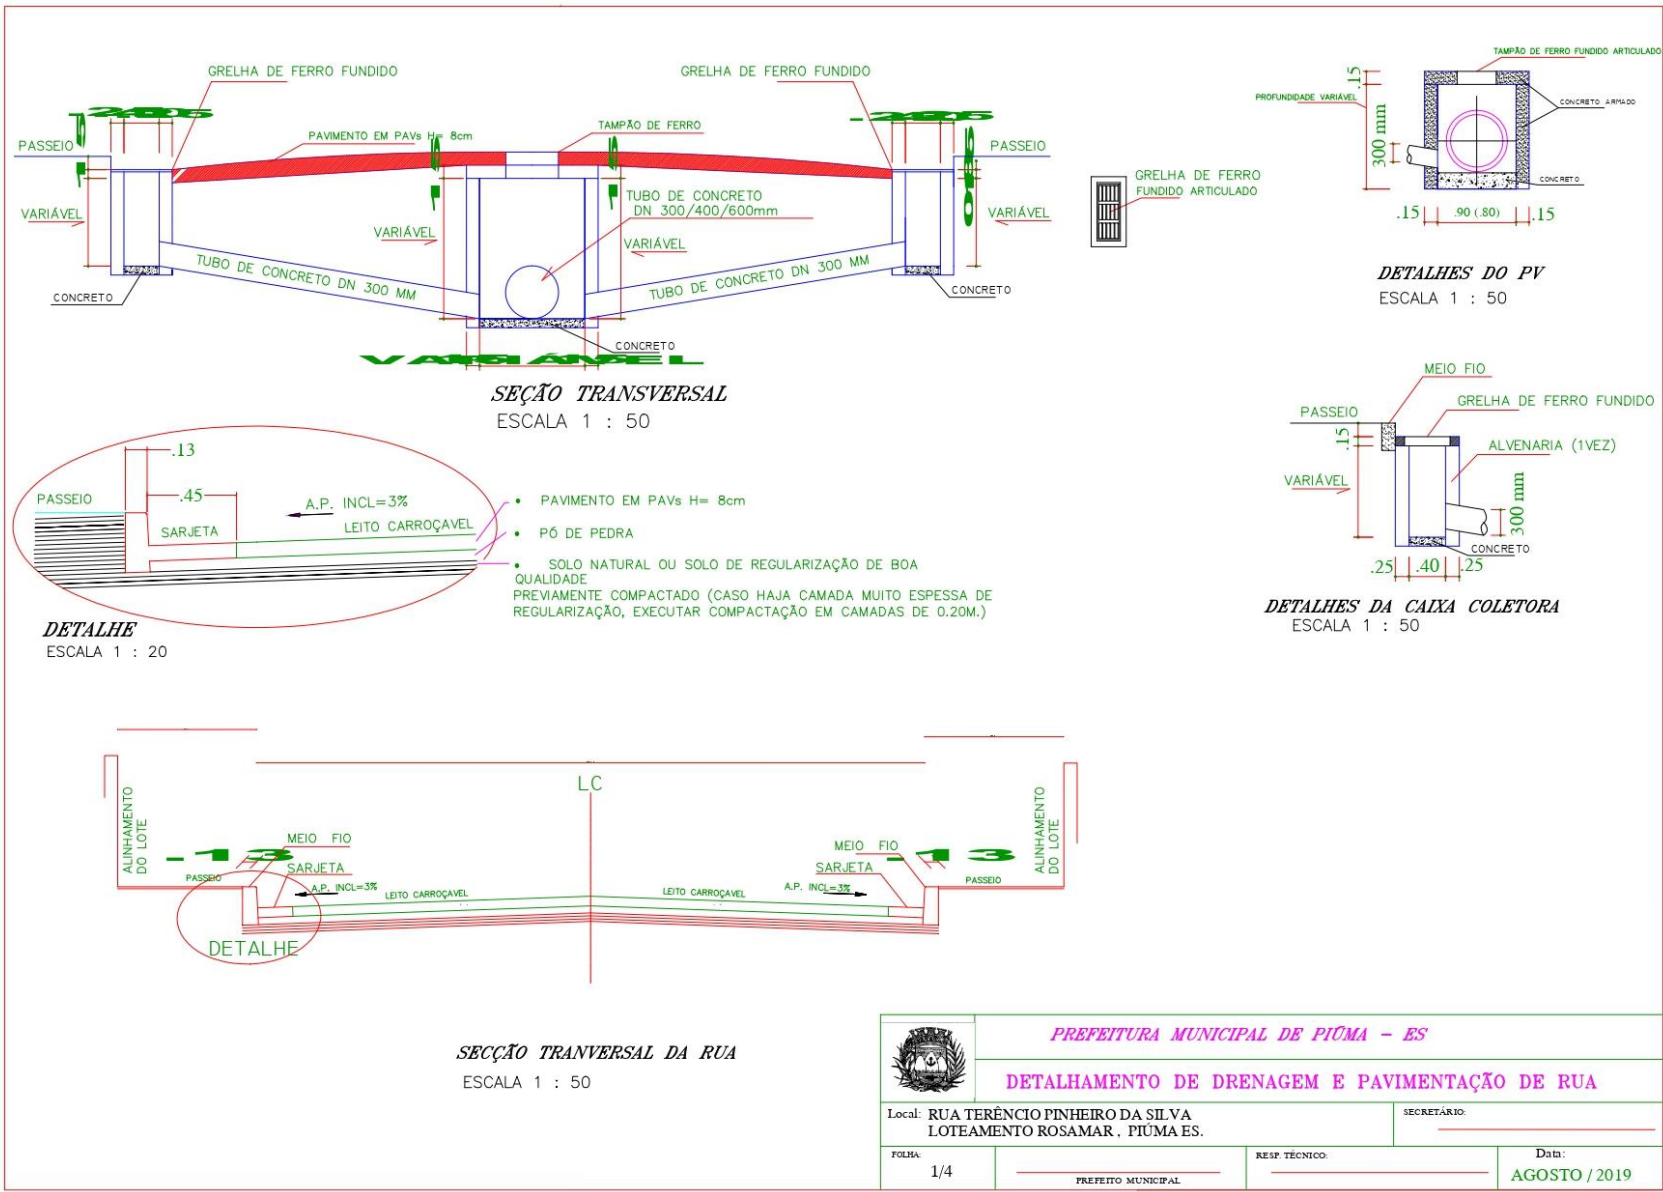 GRELHA DE FERRO FUNDIDO
GRELHA DE FERRO FUNDIDO
PASSEIO
PAVIMENTO EM PAVs H= 8cm
TAMPÃO DE FERRO
PASSEIO
VARIÁVEL
VARIÁVEL
TUBO DE CONCRETO
DN 300/400/600mm
VARIÁVEL
VARIÁVEL
TUBO DE CONCRETO DN 300 MM
TUBO DE CONCRETO DN 300 MM
CONCRETO
CONCRETO
CONCRETO
SEÇÃO TRANSVERSAL
ESCALA 1 : 50
GRELHA DE FERRO
FUNDIDO ARTICULADO
TAMPÃO DE FERRO FUNDIDO ARTICULADO
.15
PROFUNDIDADE VARIÁVEL
CONCRETO ARMADO
300 mm
CONCRETO
.15 .90 (.80) .15
DETALHES DO PV
ESCALA 1 : 50
MEIO FIO
PASSEIO
GRELHA DE FERRO FUNDIDO
.15
ALVENARIA (1VEZ)
VARIÁVEL
300 mm
CONCRETO
.25 .40 .25
DETALHES DA CAIXA COLETORA
ESCALA 1 : 50
.13
PASSEIO
.45
A.P. INCL=3%
SARJETA
LEITO CARROÇAVEL
• PAVIMENTO EM PAVs H= 8cm
• PÓ DE PEDRA
• SOLO NATURAL OU SOLO DE REGULARIZAÇÃO DE BOA
QUALIDADE
PREVIAMENTE COMPACTADO (CASO HAJA CAMADA MUITO ESPESSA DE
REGULARIZAÇÃO, EXECUTAR COMPACTAÇÃO EM CAMADAS DE 0.20M.)
DETALHE
ESCALA 1 : 20
LC
ALINHAMENTO
DO LOTE
ALINHAMENTO
DO LOTE
MEIO FIO
MEIO FIO
.13
.13
SARJETA
SARJETA
PASSEIO
PASSEIO
A.P. INCL=3%
LEITO CARROÇAVEL
LEITO CARROÇAVEL
A.P. INCL=3%
DETALHE
SECÇÃO TRANVERSAL DA RUA
ESCALA 1 : 50
PREFEITURA MUNICIPAL DE PIÚMA - ES
DETALHAMENTO DE DRENAGEM E PAVIMENTAÇÃO DE RUA
Local: RUA TERÊNCIO PINHEIRO DA SILVA
LOTEAMENTO ROSAMAR , PIÚMA ES.
SECRETÁRIO:
FOLHA:
1/4
PREFEITO MUNICIPAL
RESP. TÉCNICO:
Data:
AGOSTO / 2019